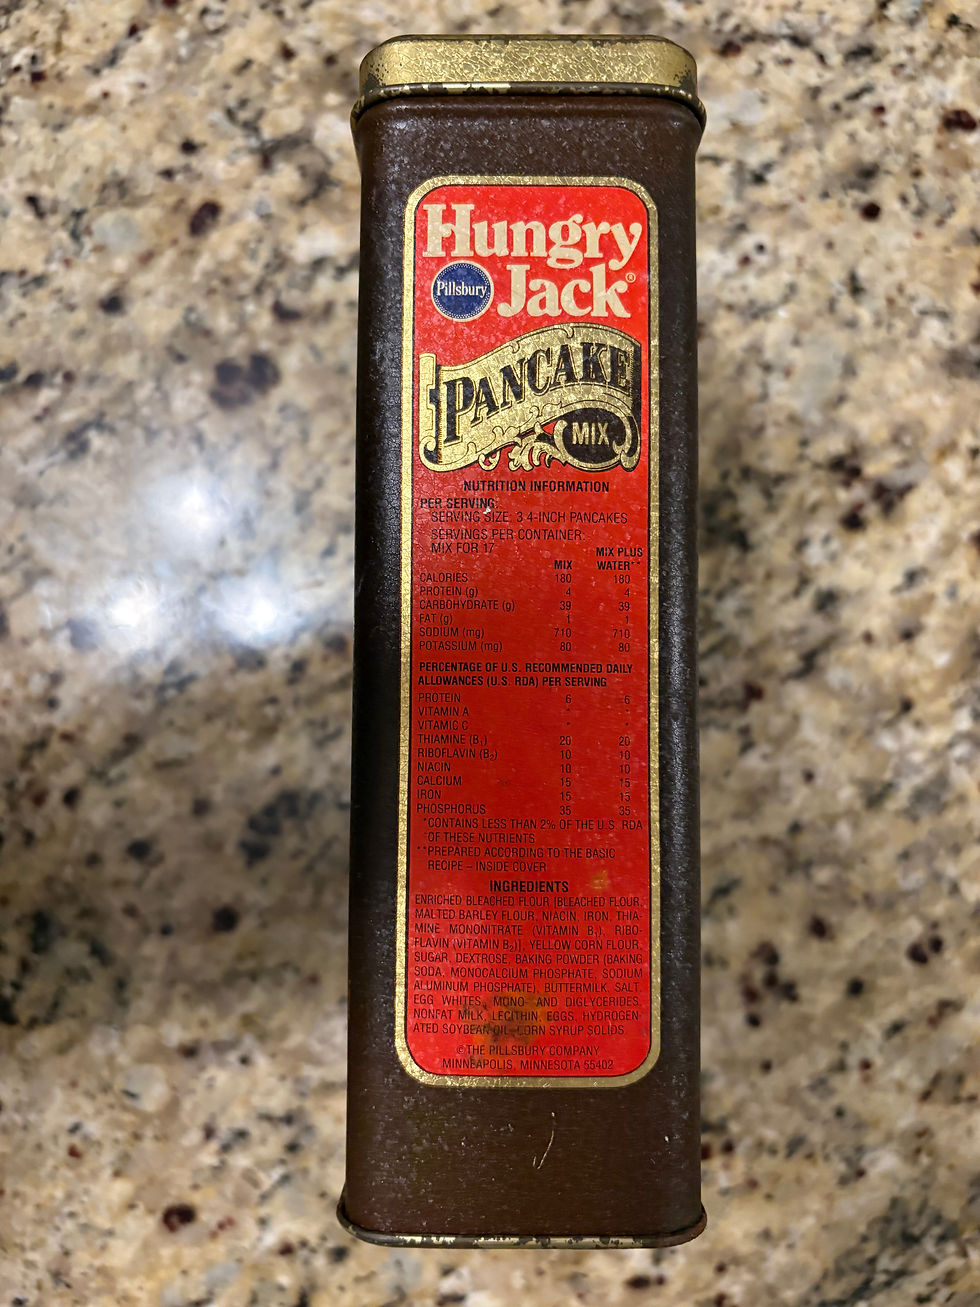 Hungry
Pillsbury Jack®
PANCAKE
MIX
NUTRITION INFORMATION
PER SERVING:
SERVING SIZE: 3 4-INCH PANCAKES
SERVINGS PER CONTAINER:
MIX FOR 17
MIX PLUS
MIX WATER**
CALORIES 180 180
PROTEIN (g) 4 4
CARBOHYDRATE (g) 39 39
FAT (g) 1 1
SODIUM (mg) 710 710
POTASSIUM (mg) 80 80
PERCENTAGE OF U.S. RECOMMENDED DAILY
ALLOWANCES (U.S. RDA) PER SERVING
PROTEIN 6 6
VITAMIN A * *
VITAMIC C * *
THIAMINE (B₁) 20 20
RIBOFLAVIN (B₂) 10 10
NIACIN 10 10
CALCIUM 15 15
IRON 15 15
PHOSPHORUS 35 35
*CONTAINS LESS THAN 2% OF THE U.S. RDA
OF THESE NUTRIENTS
**PREPARED ACCORDING TO THE BASIC
RECIPE – INSIDE COVER
INGREDIENTS
ENRICHED BLEACHED FLOUR [BLEACHED FLOUR,
MALTED BARLEY FLOUR, NIACIN, IRON, THIA-
MINE MONONITRATE (VITAMIN B₁), RIBO-
FLAVIN (VITAMIN B₂)], YELLOW CORN FLOUR,
SUGAR, DEXTROSE, BAKING POWDER (BAKING
SODA, MONOCALCIUM PHOSPHATE, SODIUM
ALUMINUM PHOSPHATE), BUTTERMILK, SALT,
EGG WHITES, MONO- AND DIGLYCERIDES,
NONFAT MILK, LECITHIN, EGGS, HYDROGEN-
ATED SOYBEAN OIL, CORN SYRUP SOLIDS.
©THE PILLSBURY COMPANY
MINNEAPOLIS, MINNESOTA 55402